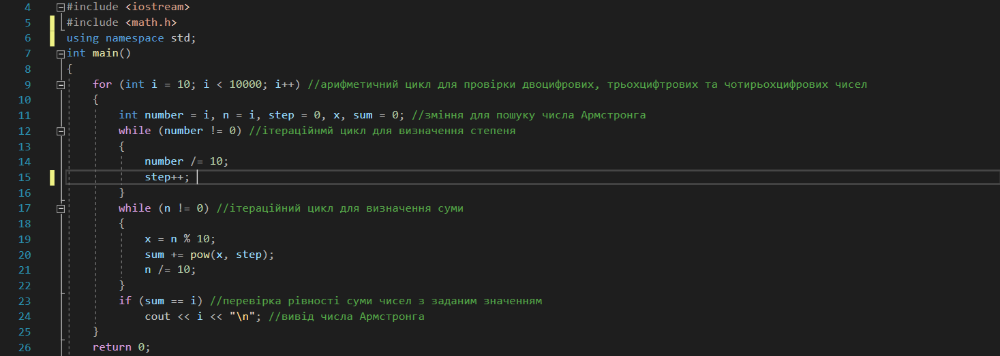 4 #include <iostream>
5 #include <math.h>
6 using namespace std;
7 int main()
8 {
9 for (int i = 10; i < 10000; i++) //арифметичний цикл для провірки двоцифрових, трьохцифтрових та чотирьохцифрових чисел
10 {
11 int number = i, n = i, step = 0, x, sum = 0; //зміння для пошуку числа Армстронга
12 while (number != 0) //ітераційнмй цикл для визначення степеня
13 {
14 number /= 10;
15 step++;
16 }
17 while (n != 0) //ітераційний цикл для визначення суми
18 {
19 x = n % 10;
20 sum += pow(x, step);
21 n /= 10;
22 }
23 if (sum == i) //перевірка рівності суми чисел з заданим значенням
24 cout << i << "\n"; //вивід числа Армстронга
25 }
26 return 0;